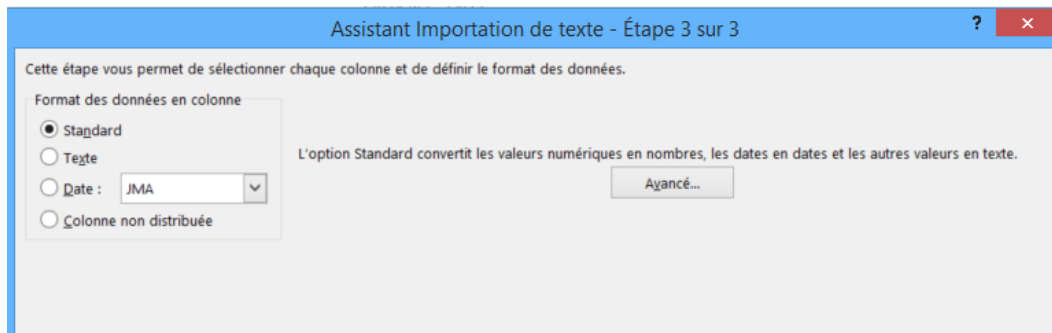 Assistant Importation de texte - Étape 3 sur 3
?
Cette étape vous permet de sélectionner chaque colonne et de définir le format des données.
Format des données en colonne
Standard
Texte
L'option Standard convertit les valeurs numériques en nombres, les dates en dates et les autres valeurs en texte.
Date : JMA
Avancé...
Colonne non distribuée